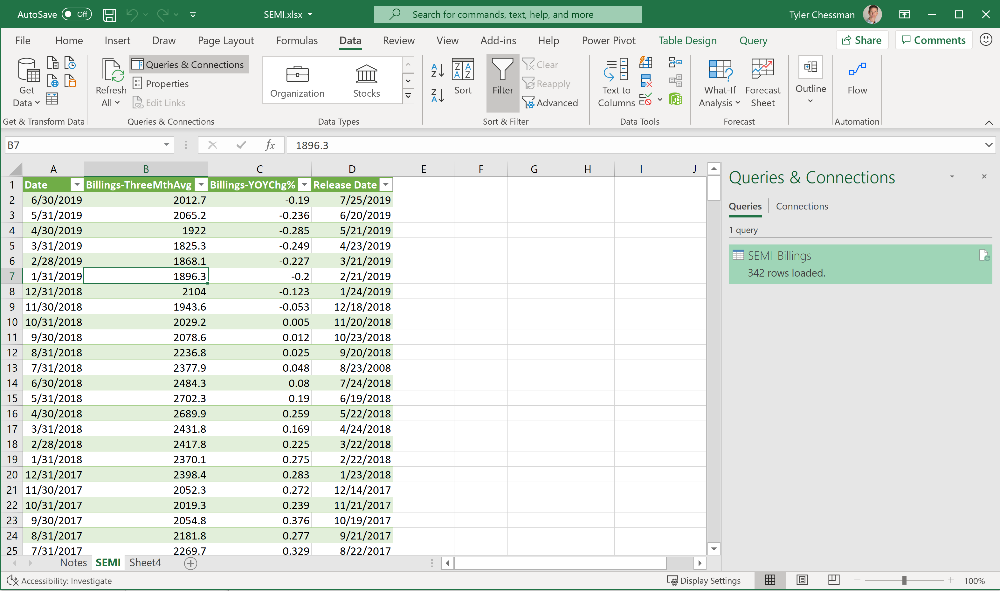 AutoSave Off SEMI.xlsx Search for commands, text, help, and more Tyler Chessman
File Home Insert Draw Page Layout Formulas Data Review View Add-ins Help Power Pivot Table Design Query Share Comments
Get Data
Get & Transform Data
Refresh All
Queries & Connections
Properties
Edit Links
Queries & Connections
Organization Stocks
Data Types
Sort
Filter
Clear
Reapply
Advanced
Sort & Filter
Text to Columns
Data Tools
What-If Analysis
Forecast Sheet
Forecast
Outline
Flow
Automation
B7 fx 1896.3
A B C D E F G H I J
1 Date Billings-ThreeMthAvg Billings-YOYChg% Release Date
2 6/30/2019 2012.7 -0.19 7/25/2019
3 5/31/2019 2065.2 -0.236 6/20/2019
4 4/30/2019 1922 -0.285 5/21/2019
5 3/31/2019 1825.3 -0.249 4/23/2019
6 2/28/2019 1868.1 -0.227 3/21/2019
7 1/31/2019 1896.3 -0.2 2/21/2019
8 12/31/2018 2104 -0.123 1/24/2019
9 11/30/2018 1943.6 -0.053 12/18/2018
10 10/31/2018 2029.2 0.005 11/20/2018
11 9/30/2018 2078.6 0.012 10/23/2018
12 8/31/2018 2236.8 0.025 9/20/2018
13 7/31/2018 2377.9 0.048 8/23/2008
14 6/30/2018 2484.3 0.08 7/24/2018
15 5/31/2018 2702.3 0.19 6/19/2018
16 4/30/2018 2689.9 0.259 5/22/2018
17 3/31/2018 2431.8 0.169 4/24/2018
18 2/28/2018 2417.8 0.225 3/22/2018
19 1/31/2018 2370.1 0.275 2/22/2018
20 12/31/2017 2398.4 0.283 1/23/2018
21 11/30/2017 2052.3 0.272 12/14/2017
22 10/31/2017 2019.3 0.239 11/21/2017
23 9/30/2017 2054.8 0.376 10/19/2017
24 8/31/2017 2181.8 0.277 9/21/2017
25 7/31/2017 2269.7 0.329 8/22/2017
Queries & Connections
Queries Connections
1 query
SEMI_Billings
342 rows loaded.
Notes SEMI Sheet4
Accessibility: Investigate Display Settings 100%